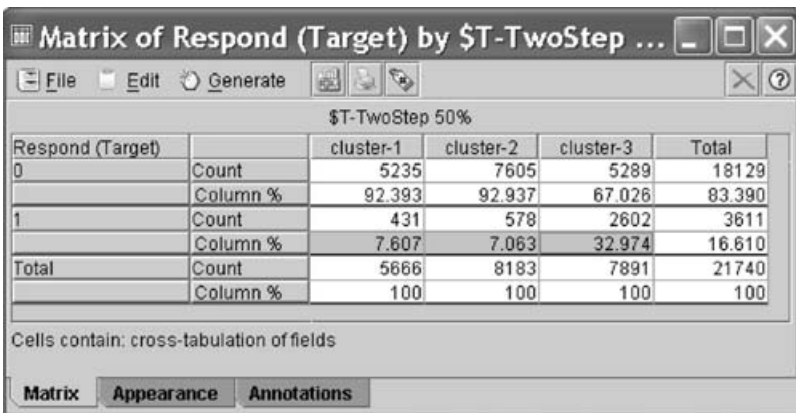 Matrix of Respond (Target) by $T-TwoStep ...
File Edit Generate
$T-TwoStep 50%
Respond (Target) cluster-1 cluster-2 cluster-3 Total
0 Count 5235 7605 5289 18129
Column % 92.393 92.937 67.026 83.390
1 Count 431 578 2602 3611
Column % 7.607 7.063 32.974 16.610
Total Count 5666 8183 7891 21740
Column % 100 100 100 100
Cells contain: cross-tabulation of fields
Matrix Appearance Annotations